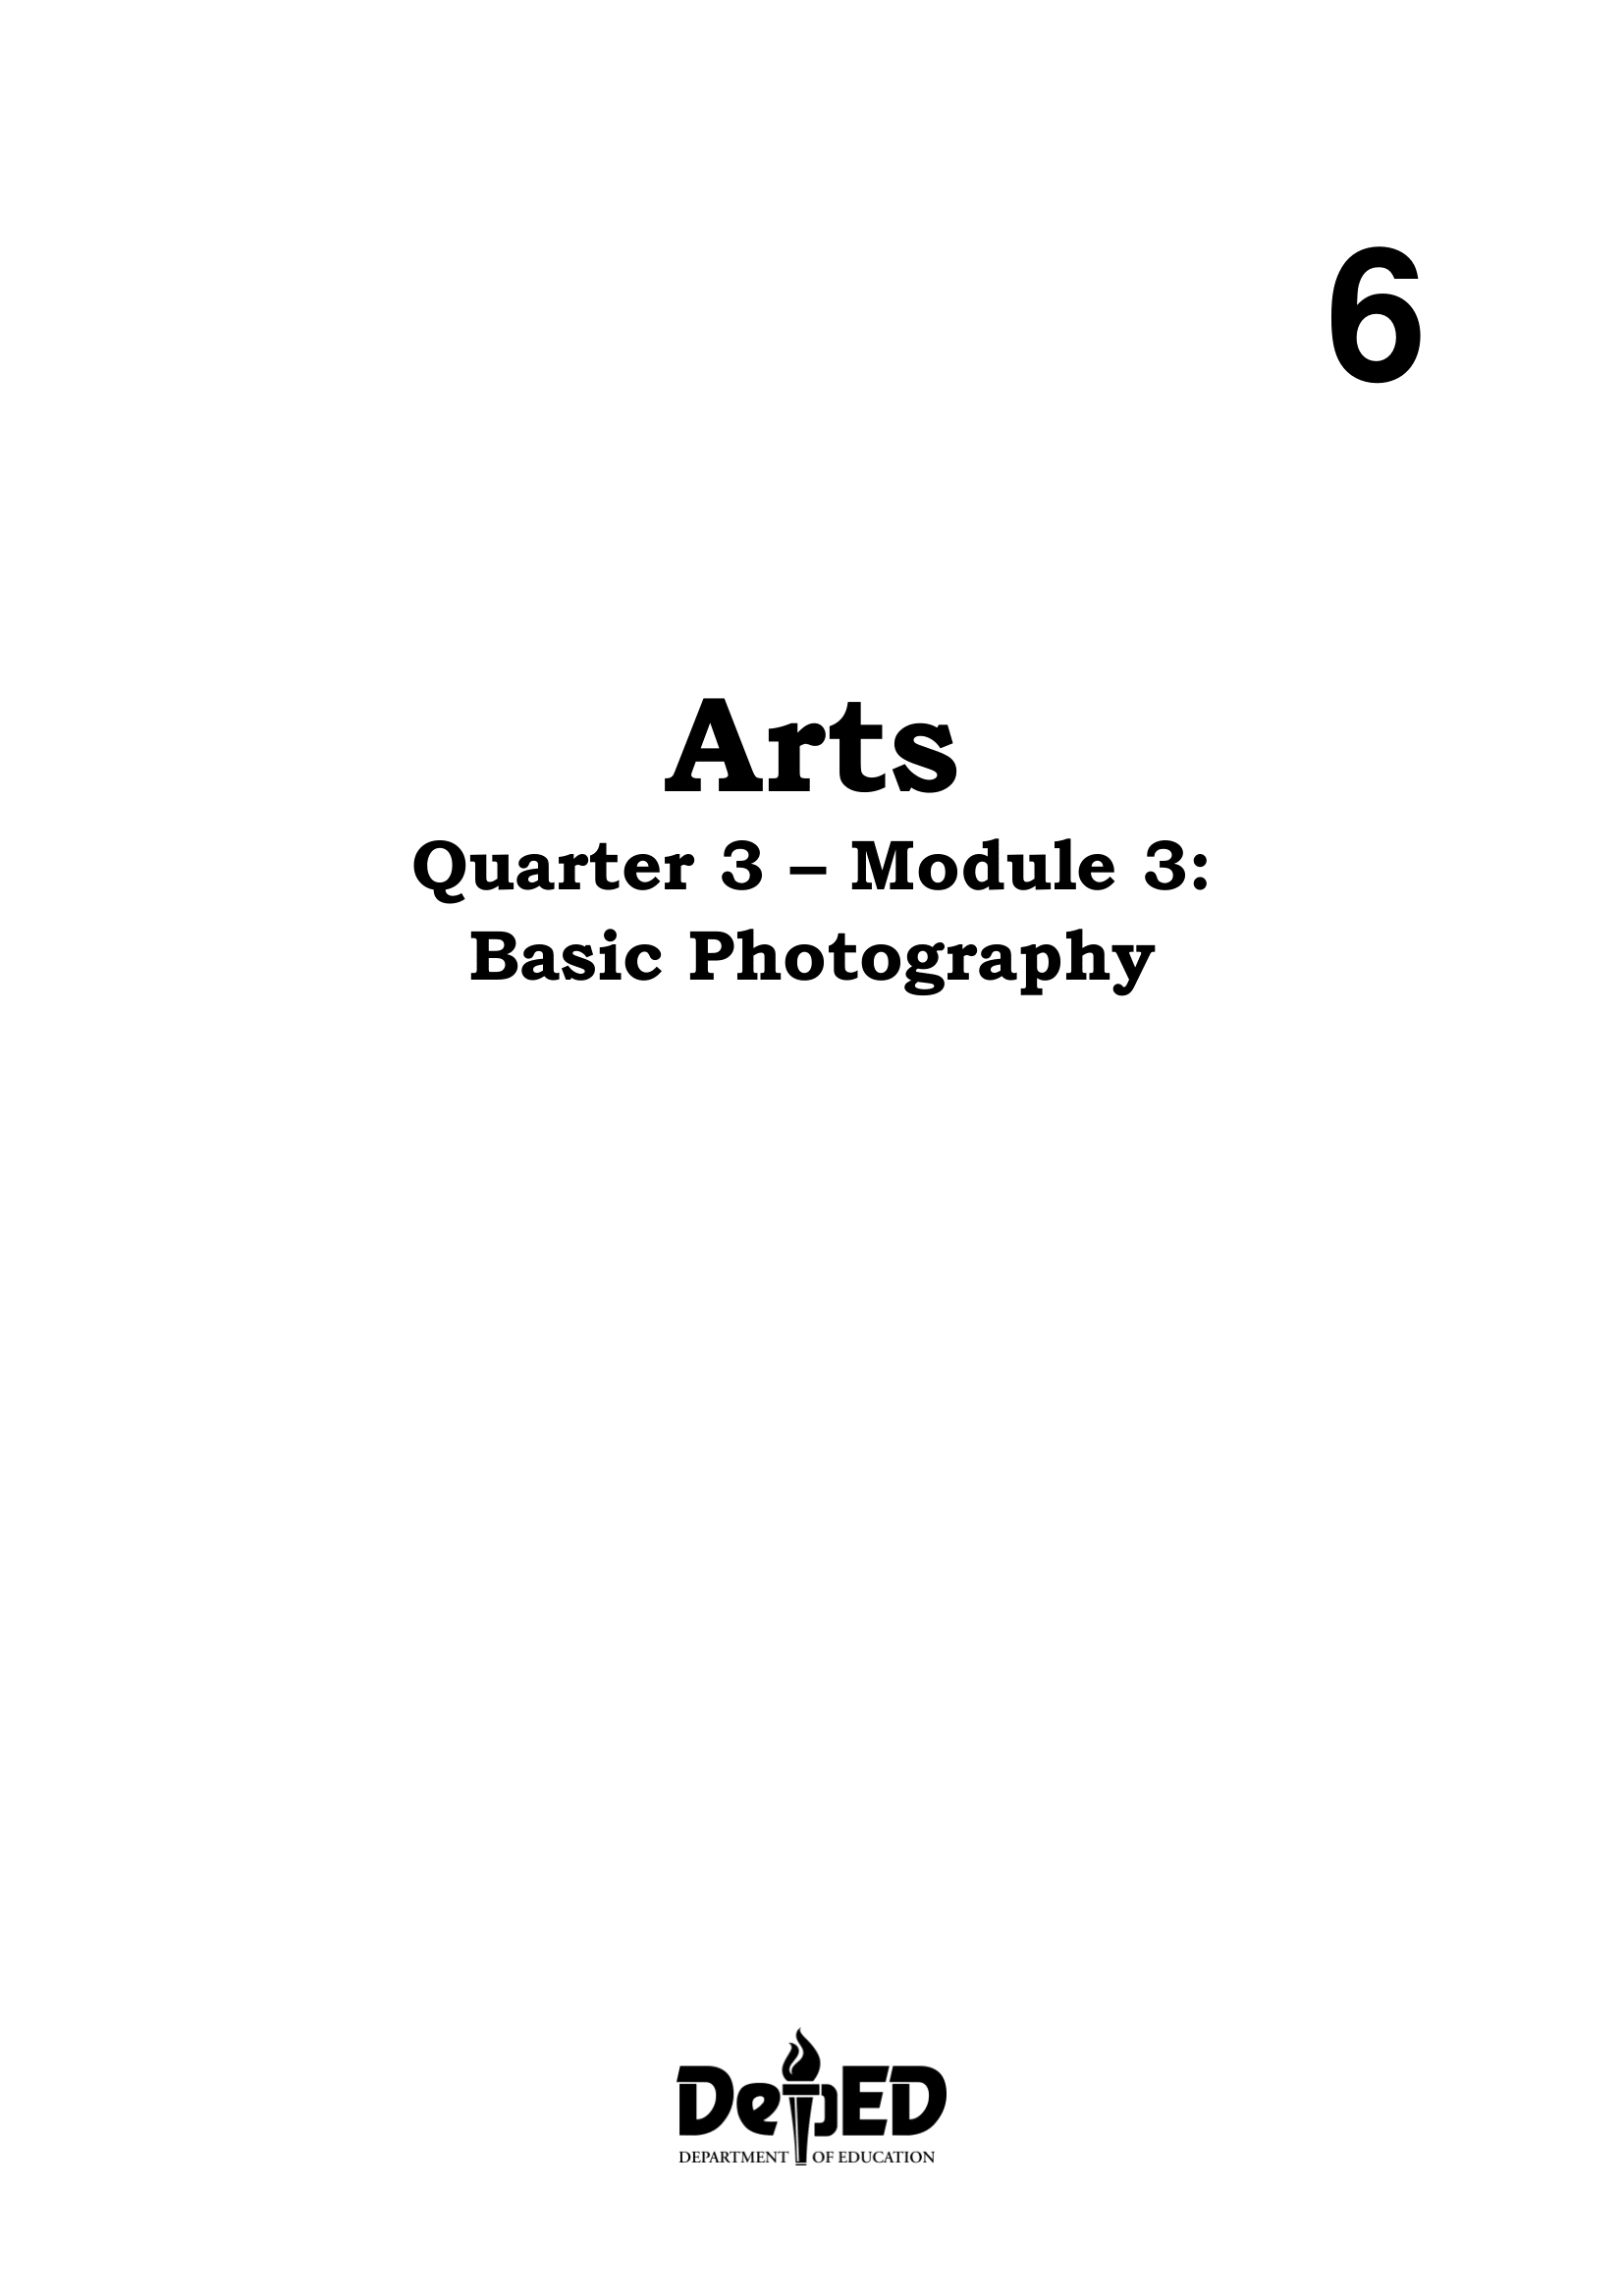 6
Arts
Quarter 3 – Module 3:
Basic Photography
DepED
DEPARTMENT OF EDUCATION